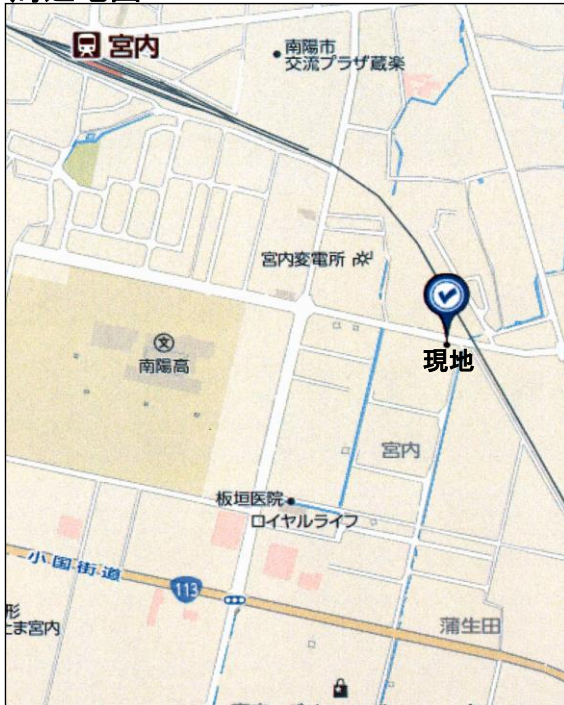 宮内
南陽市
交流プラザ蔵楽
宮内変電所
現地
文
南陽高
宮内
板垣医院
ロイヤルライフ
小国街道
113
形
たま宮内
蒲生田